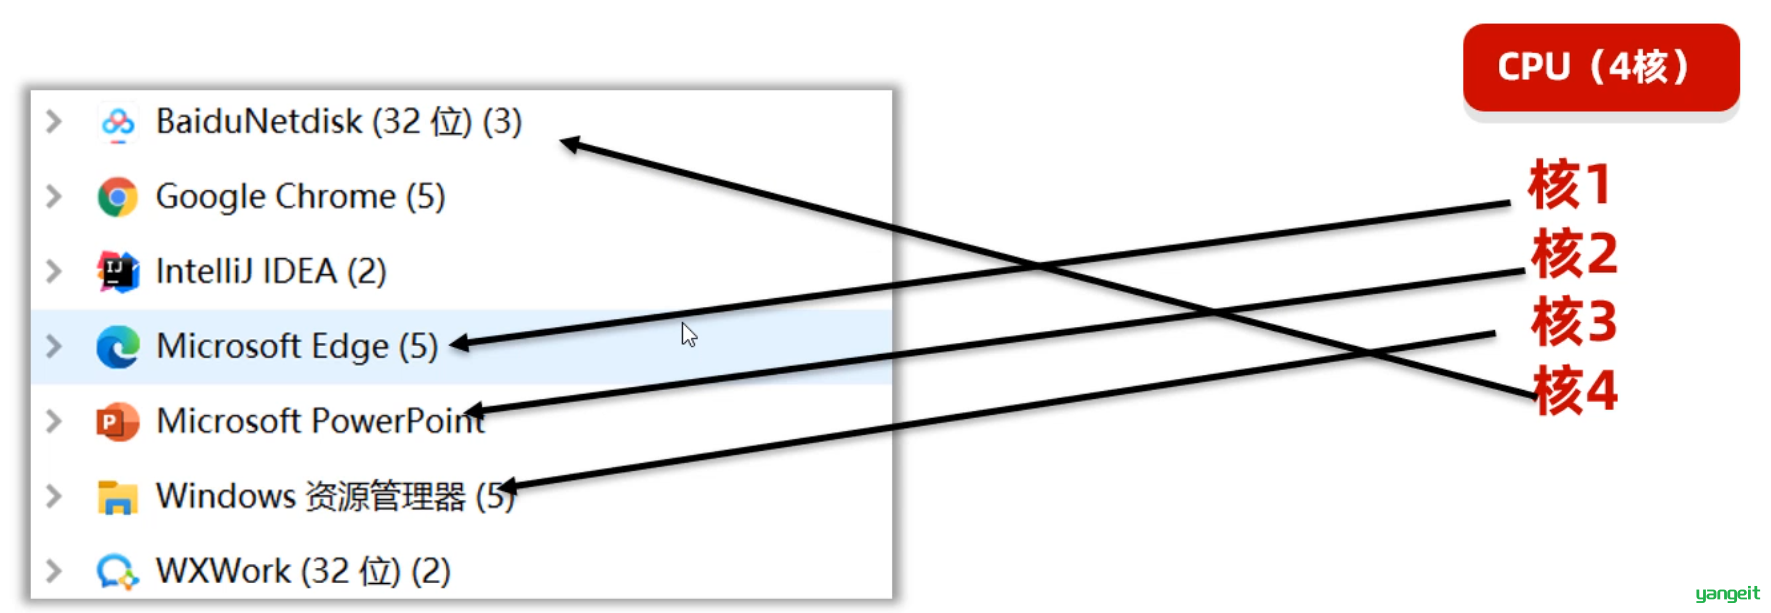 CPU（4核）
BaiduNetdisk (32 位) (3)
Google Chrome (5)
IntelliJ IDEA (2)
Microsoft Edge (5)
Microsoft PowerPoint
Windows 资源管理器 (5)
WXWork (32 位) (2)
核1
核2
核3
核4
yangeit